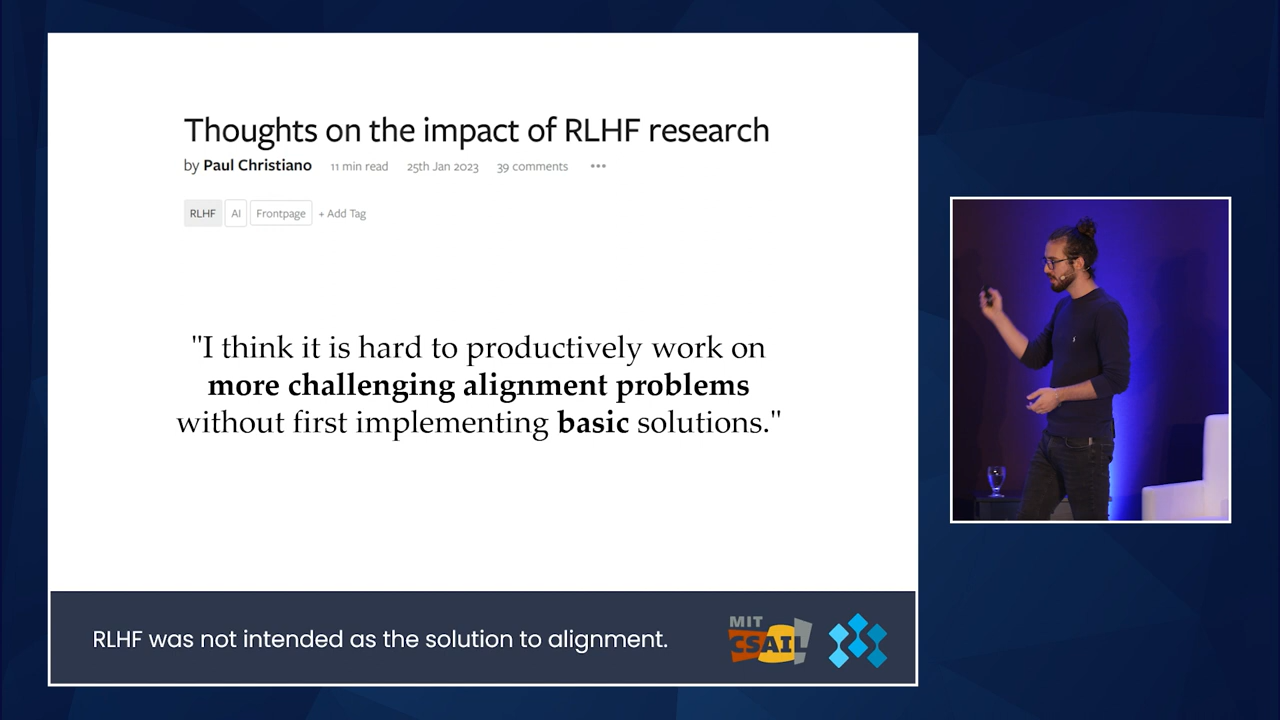 Thoughts on the impact of RLHF research
by Paul Christiano 11 min read 25th Jan 2023 39 comments •••
RLHF AI Frontpage + Add Tag
"I think it is hard to productively work on
more challenging alignment problems
without first implementing basic solutions."
RLHF was not intended as the solution to alignment.
MIT
CSAIL